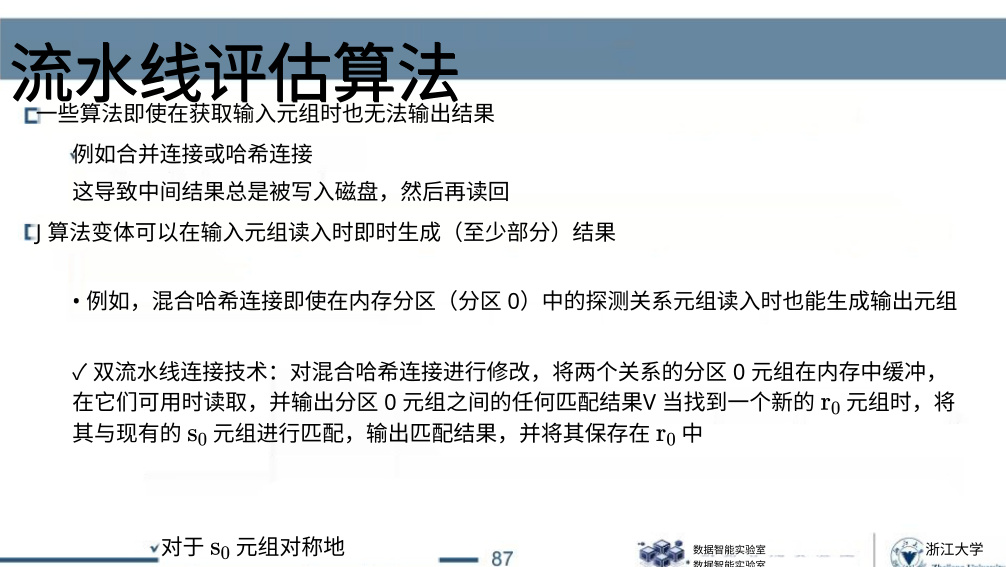 流水线评估算法
一些算法即使在获取输入元组时也无法输出结果
例如合并连接或哈希连接
这导致中间结果总是被写入磁盘，然后再读回
J 算法变体可以在输入元组读入时即时生成（至少部分）结果
• 例如，混合哈希连接即使在内存分区（分区 0）中的探测关系元组读入时也能生成输出元组
✓ 双流水线连接技术：对混合哈希连接进行修改，将两个关系的分区 0 元组在内存中缓冲，
在它们可用时读取，并输出分区 0 元组之间的任何匹配结果V 当找到一个新的 r₀ 元组时，将
其与现有的 s₀ 元组进行匹配，输出匹配结果，并将其保存在 r₀ 中
✓对于 s₀ 元组对称地
87
数据智能实验室
数据智能实验室
浙江大学